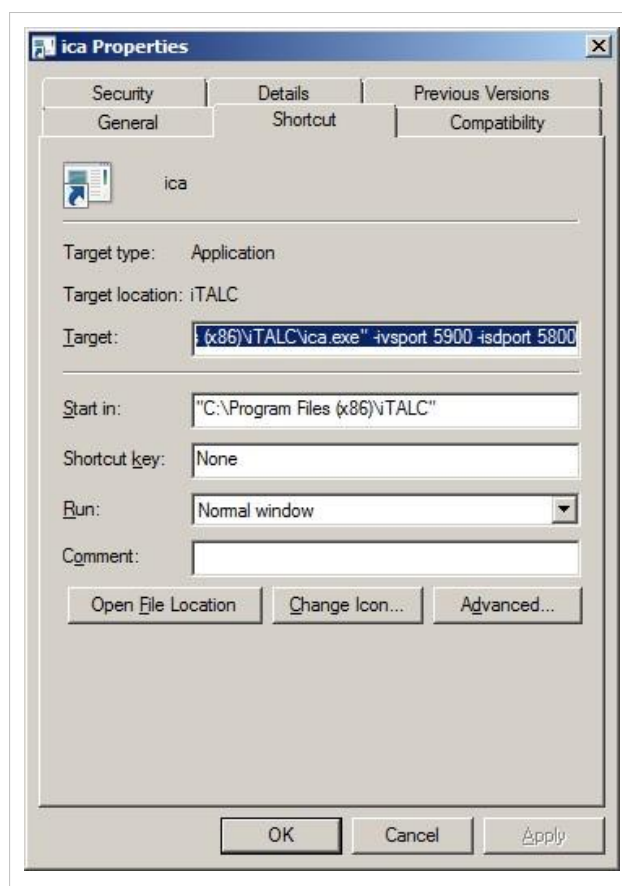 ica Properties
Security Details Previous Versions
General Shortcut Compatibility
ica
Target type: Application
Target location: iTALC
Target: (x86)\iTALC\ica.exe" -ivsport 5900 -isdport 5800
Start in: "C:\Program Files (x86)\iTALC"
Shortcut key: None
Run: Normal window
Comment:
Open File Location Change Icon... Advanced...
OK Cancel Apply